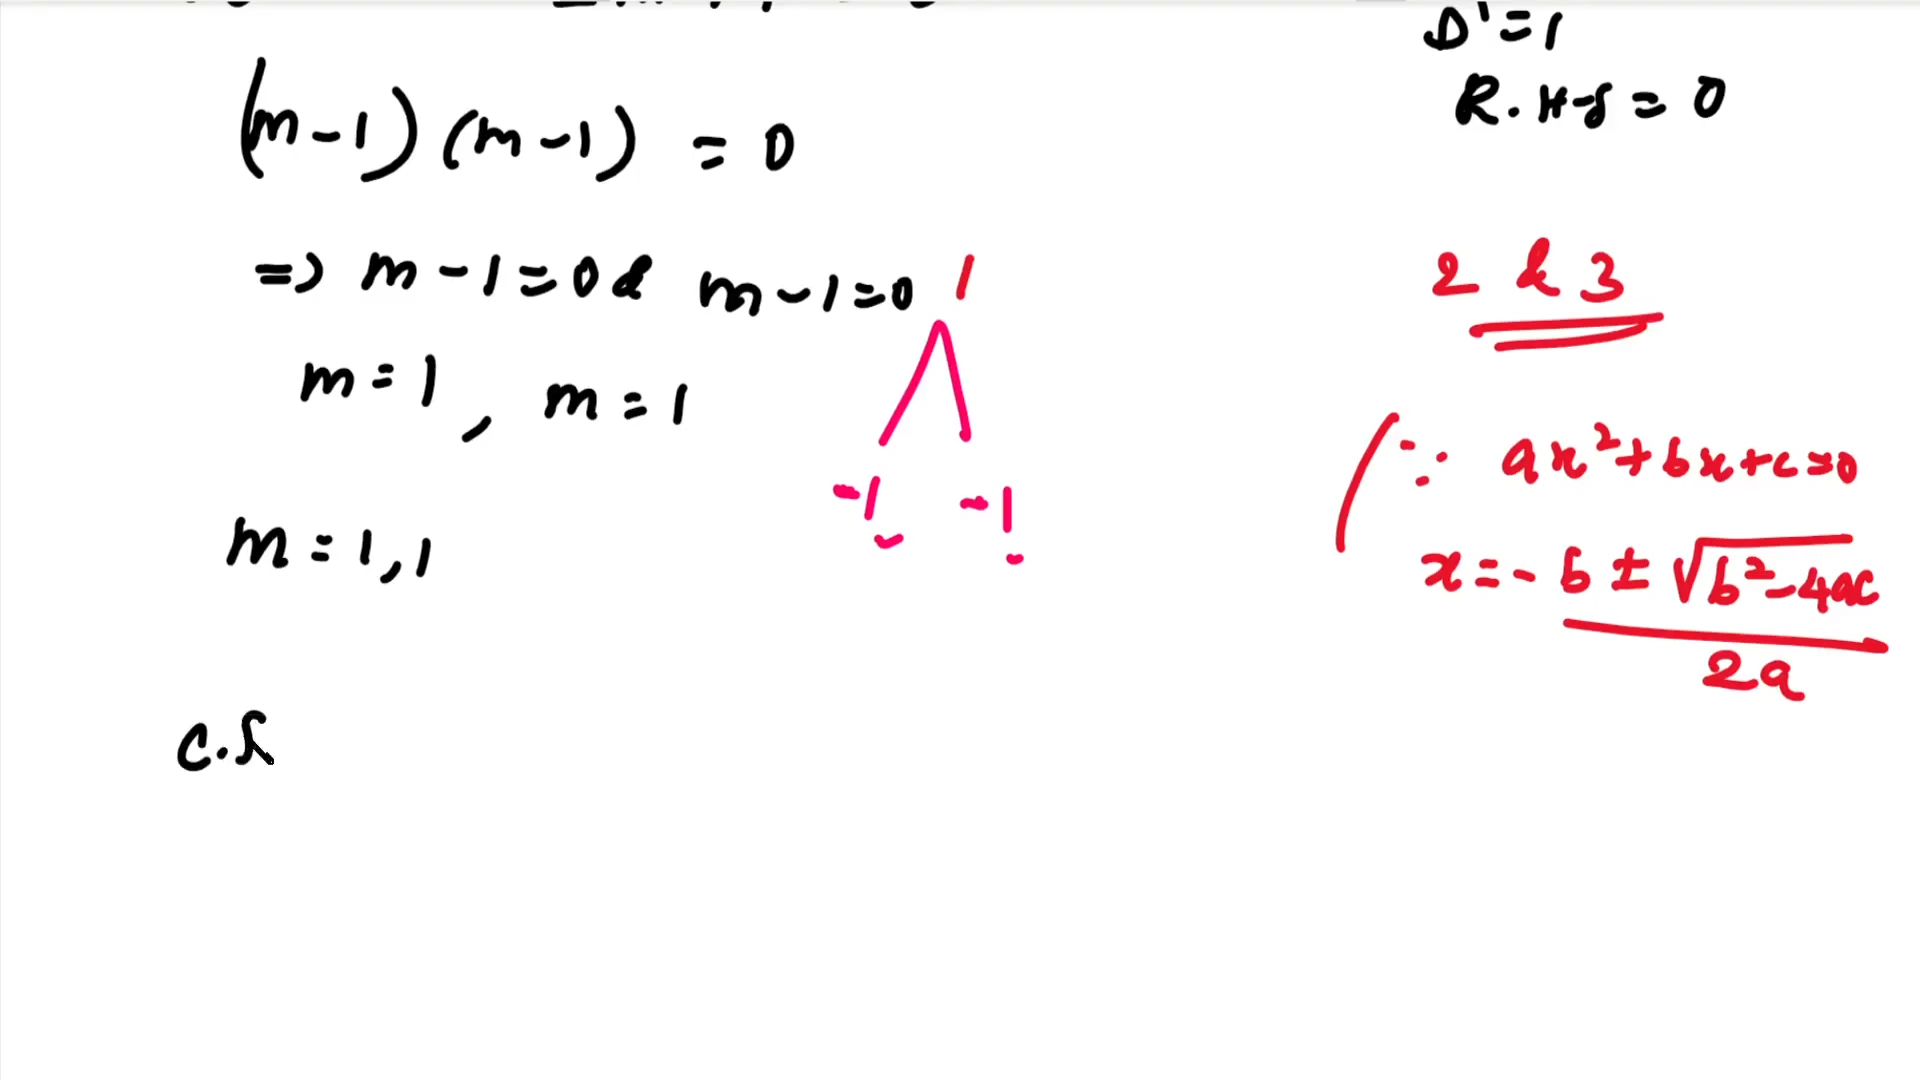 (m-1)(m-1) = 0
=> m-1=0 & m-1=0
m=1, m=1
m=1,1
C.f
1
-1 -1
D'=1
R.H.S=0
2 & 3
(∵ ax²+bx+c=0
x=-b±√b²-4ac
2a